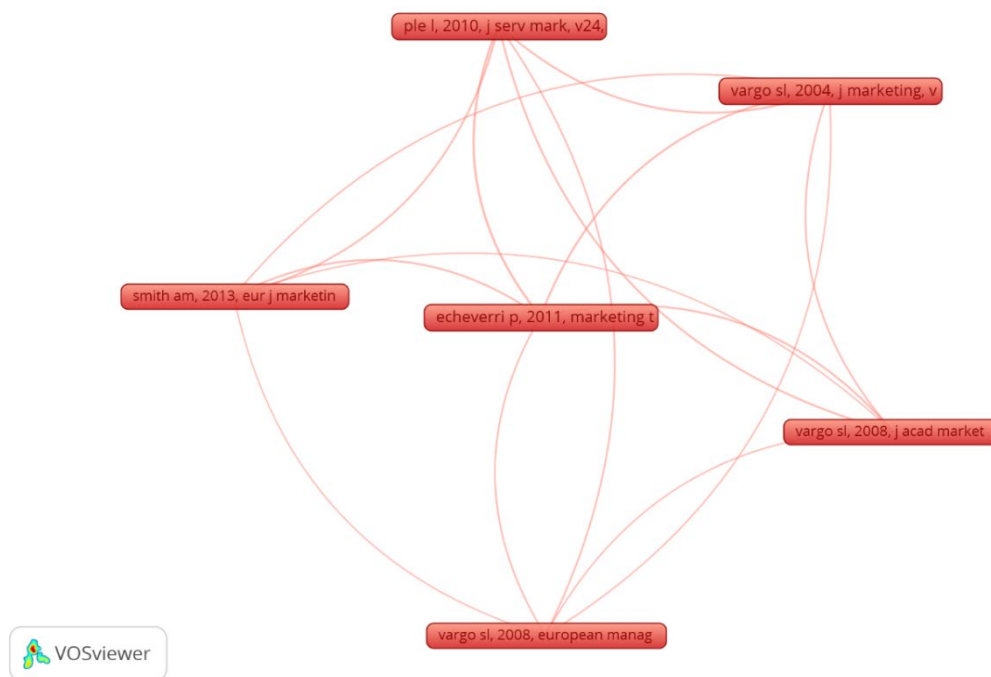 ple l, 2010, j serv mark, v24,
vargo sl, 2004, j marketing, v
smith am, 2013, eur j marketin
echeverri p, 2011, marketing t
vargo sl, 2008, j acad market
vargo sl, 2008, european manag
VOSviewer